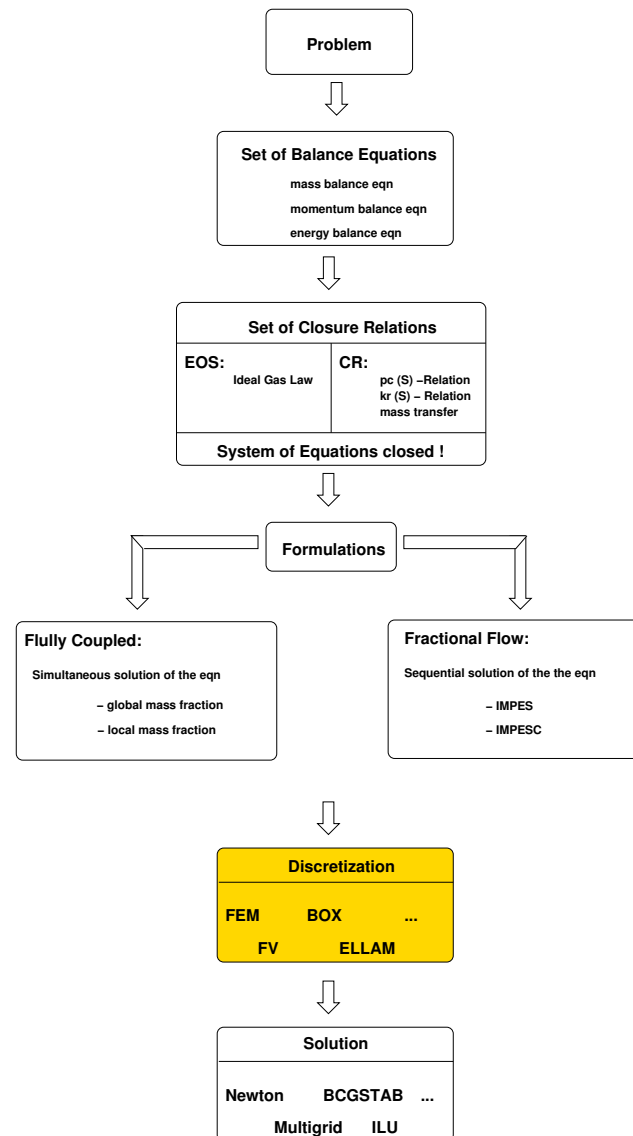 Problem
Set of Balance Equations
mass balance eqn
momentum balance eqn
energy balance eqn
Set of Closure Relations
EOS:
Ideal Gas Law
CR:
pc (S) –Relation
kr (S) – Relation
mass transfer
System of Equations closed !
Formulations
Flully Coupled:
Simultaneous solution of the eqn
– global mass fraction
– local mass fraction
Fractional Flow:
Sequential solution of the the eqn
– IMPES
– IMPESC
Discretization
FEM BOX ...
FV ELLAM
Solution
Newton BCGSTAB ...
Multigrid ILU